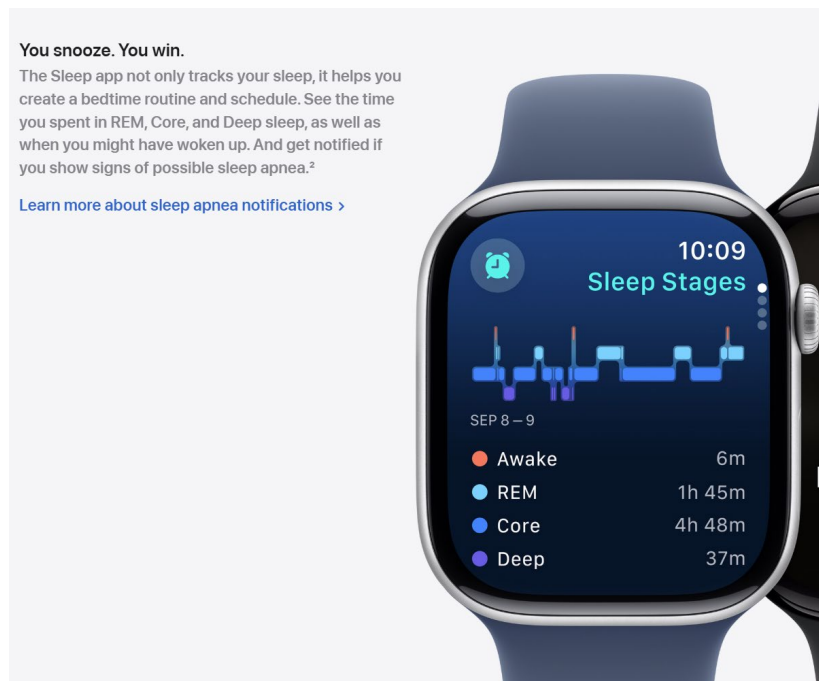 You snooze. You win.
The Sleep app not only tracks your sleep, it helps you
create a bedtime routine and schedule. See the time
you spent in REM, Core, and Deep sleep, as well as
when you might have woken up. And get notified if
you show signs of possible sleep apnea.²
Learn more about sleep apnea notifications >
10:09
Sleep Stages
SEP 8 – 9
Awake 6m
REM 1h 45m
Core 4h 48m
Deep 37m